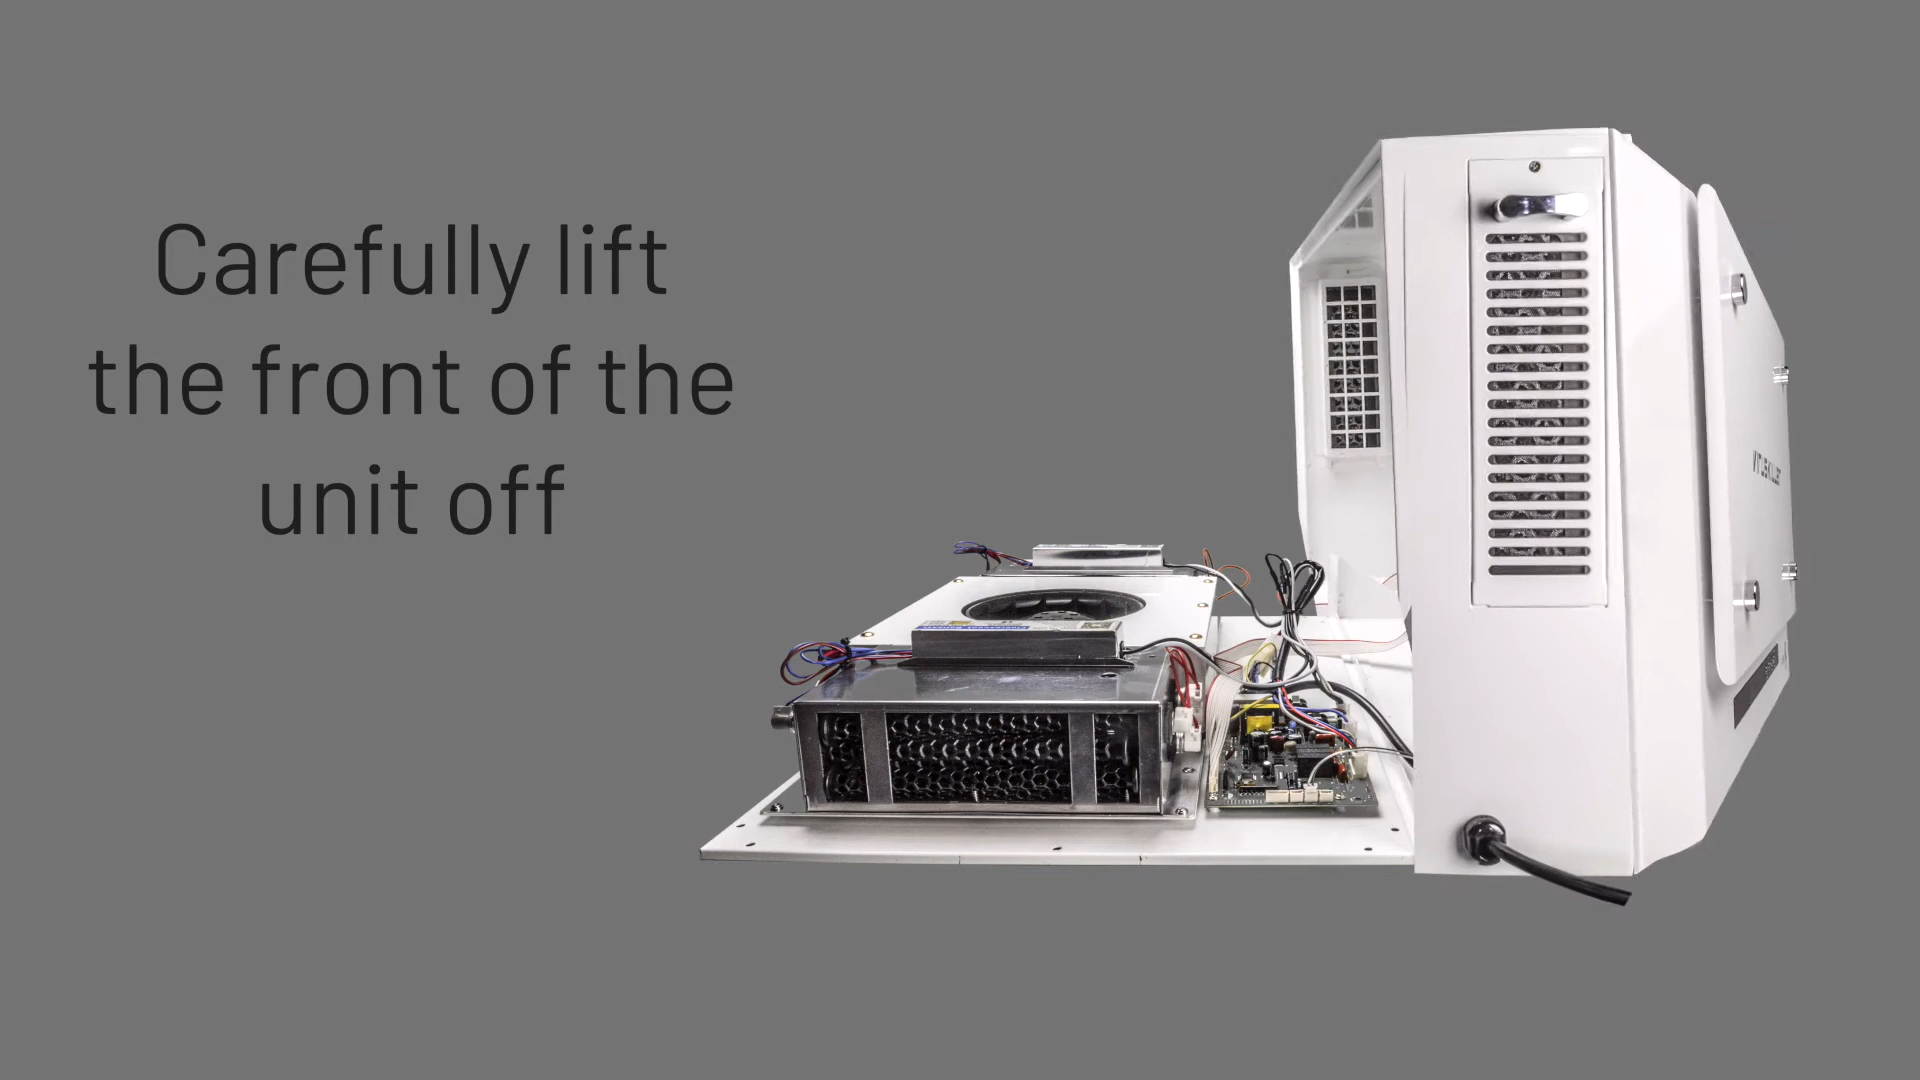 Carefully lift
the front of the
unit off